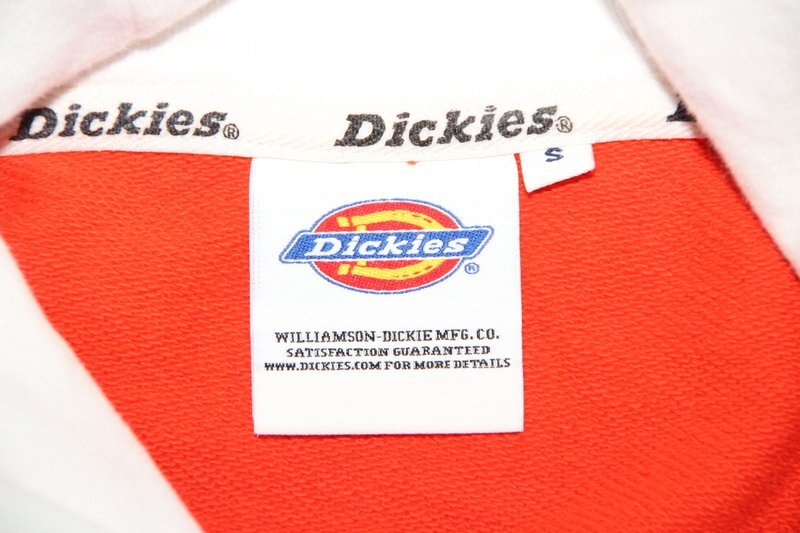 Dickies®
Dickies®
S
Dickies®
WILLIAMSON-DICKIE MFG. CO.
SATISFACTION GUARANTEED
WWW.DICKIES.COM FOR MORE DETAILS